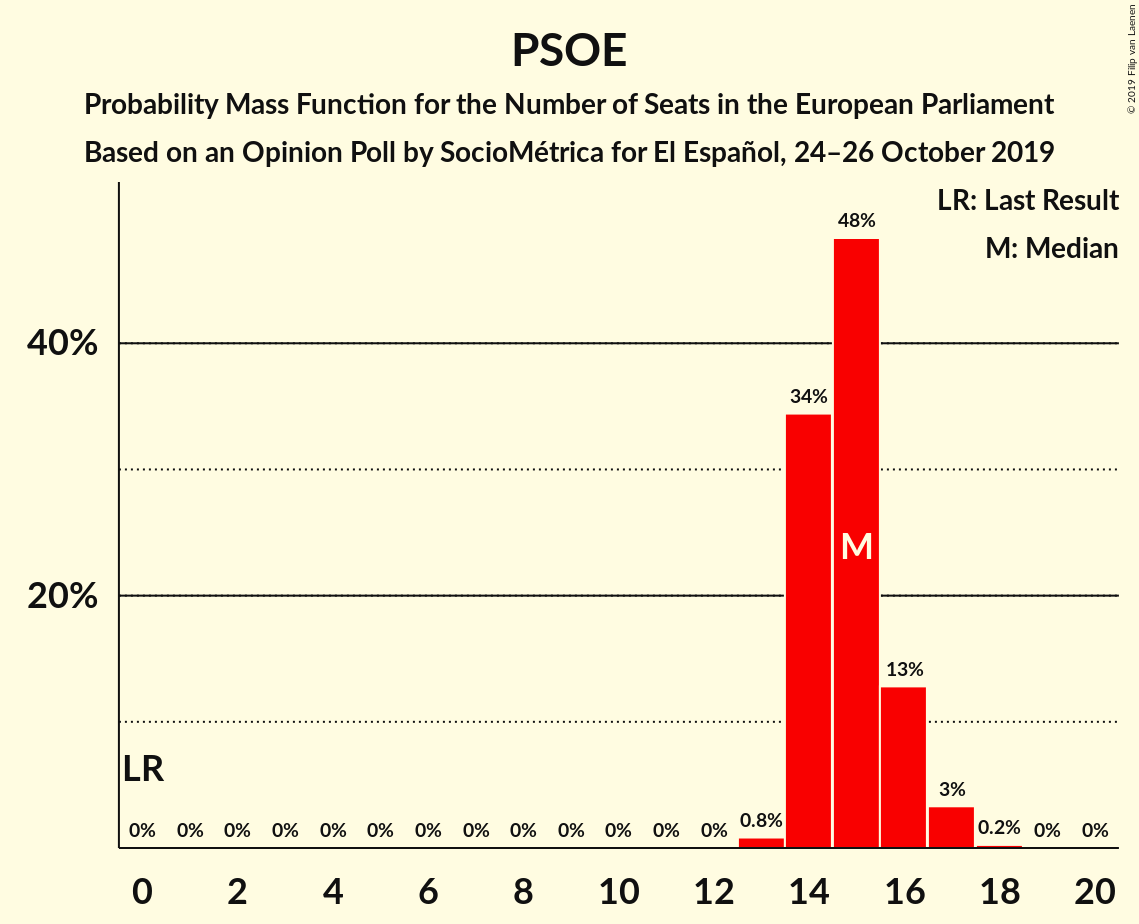 PSOE
Probability Mass Function for the Number of Seats in the European Parliament
Based on an Opinion Poll by SocioMétrica for El Español, 24–26 October 2019
© 2019 Filip van Laenen
LR: Last Result
M: Median
40%
20%
48%
34%
M
13%
3%
LR
0% 0% 0% 0% 0% 0% 0% 0% 0% 0% 0% 0% 0% 0.8% 0.2% 0% 0%
0 2 4 6 8 10 12 14 16 18 20